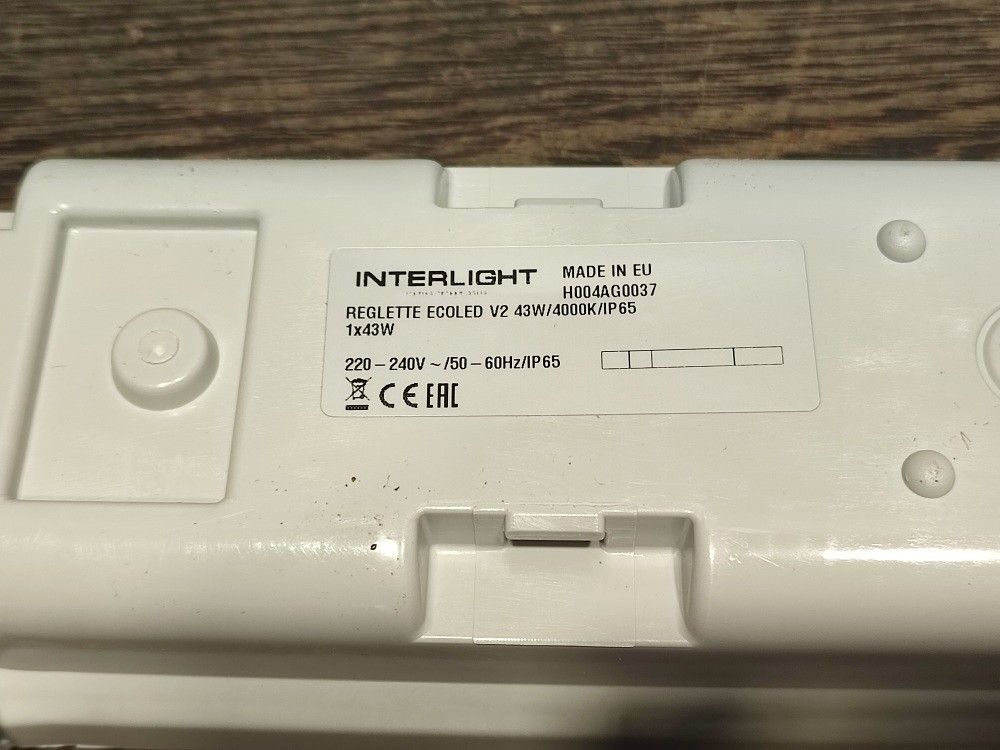 INTERLIGHT
MADE IN EU
H004AG0037
REGLETTE ECOLED V2 43W/4000K/IP65
1x43W
220 – 240V ~ /50 – 60Hz/IP65
CE EAC